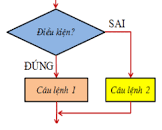 Điều kiện?
SAI
ĐÚNG
Câu lệnh 1
Câu lệnh 2